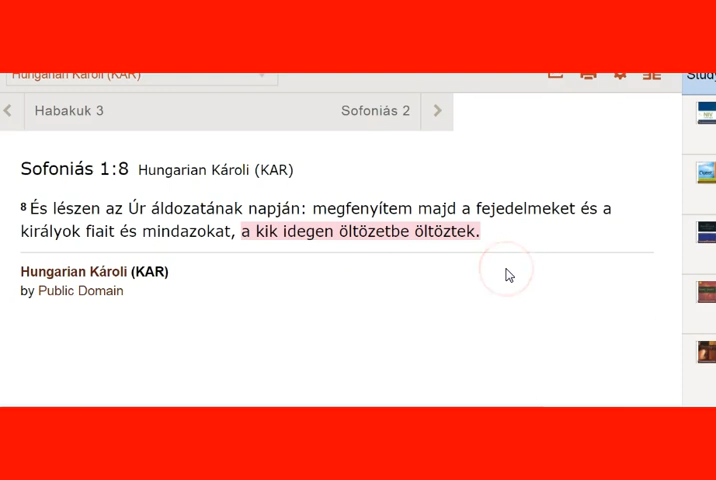 Hungarian Károli (KAR)
Study
Habakuk 3
Sofoniás 2
Sofoniás 1:8 Hungarian Károli (KAR)
8 És lészen az Úr áldozatának napján: megfenyítem majd a fejedelmeket és a
királyok fiait és mindazokat, a kik idegen öltözetbe öltöztek.
Hungarian Károli (KAR)
by Public Domain